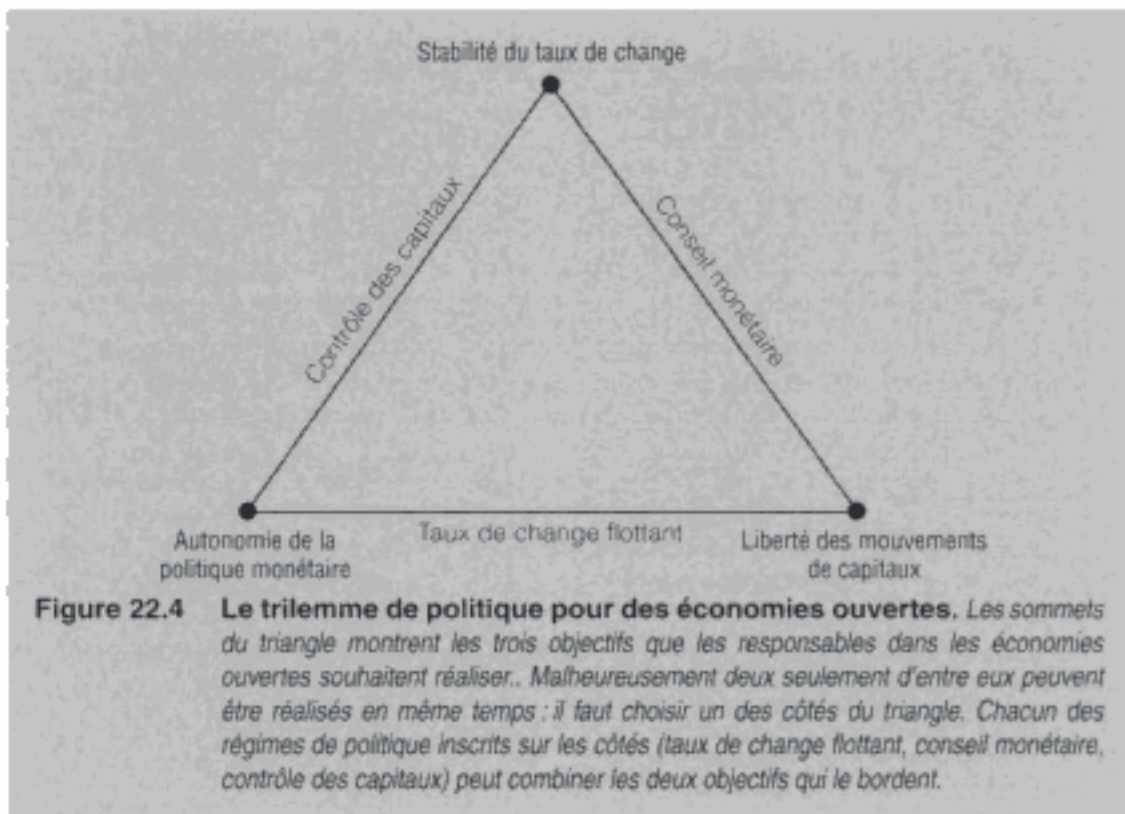 Stabilité du taux de change
Contrôle des capitaux
Conseil monétaire
Taux de change flottant
Autonomie de la
politique monétaire
Liberté des mouvements
de capitaux
Figure 22.4 Le trilemme de politique pour des économies ouvertes. Les sommets
du triangle montrent les trois objectifs que les responsables dans les économies
ouvertes souhaitent réaliser.. Malheureusement deux seulement d'entre eux peuvent
être réalisés en même temps : il faut choisir un des côtés du triangle. Chacun des
régimes de politique inscrits sur les côtés (taux de change flottant, conseil monétaire,
contrôle des capitaux) peut combiner les deux objectifs qui le bordent.